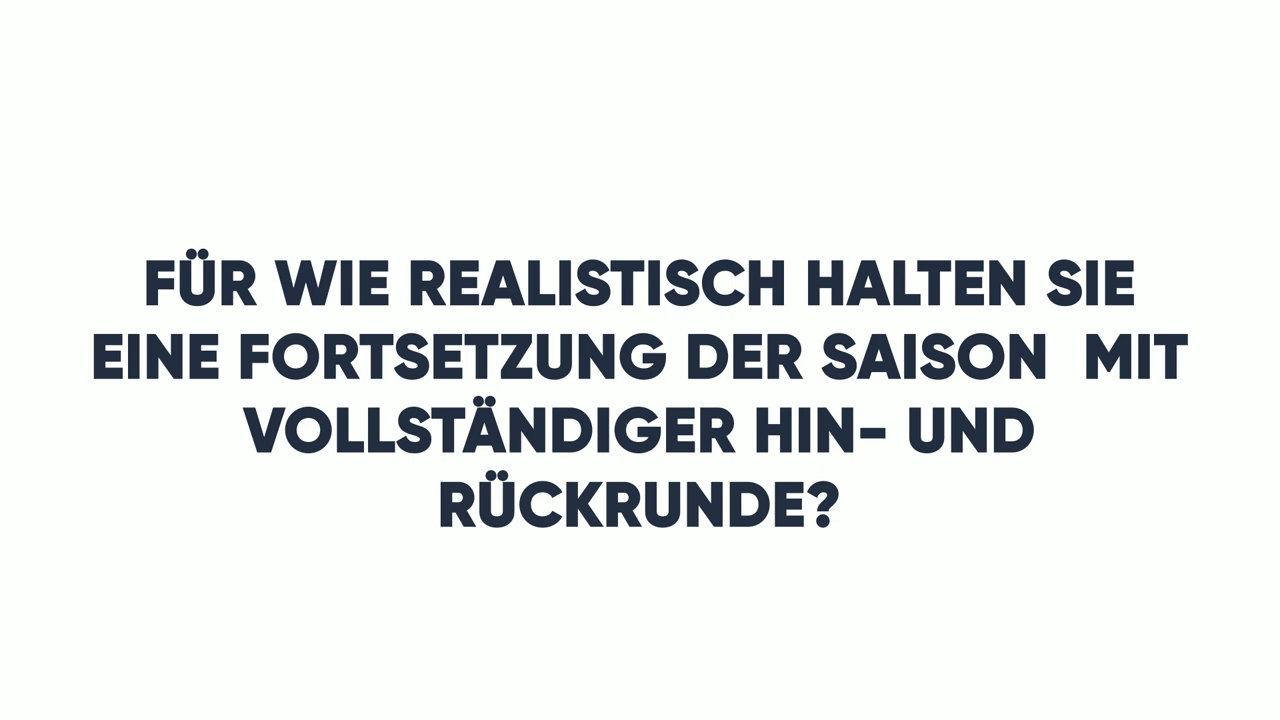 FÜR WIE REALISTISCH HALTEN SIE
EINE FORTSETZUNG DER SAISON  MIT
VOLLSTÄNDIGER HIN- UND
RÜCKRUNDE?